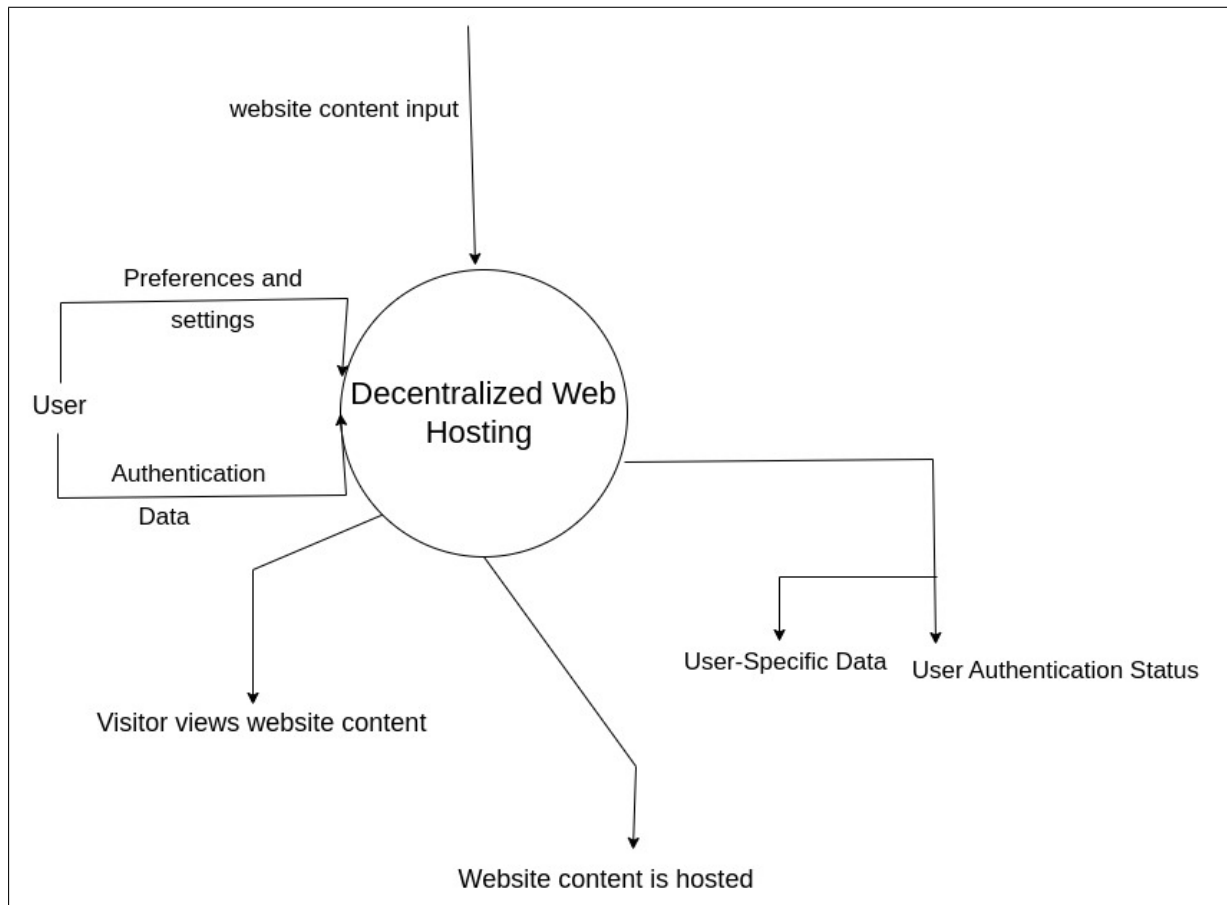 website content input
Preferences and
settings
User
Decentralized Web
Hosting
Authentication
Data
User-Specific Data
User Authentication Status
Visitor views website content
Website content is hosted